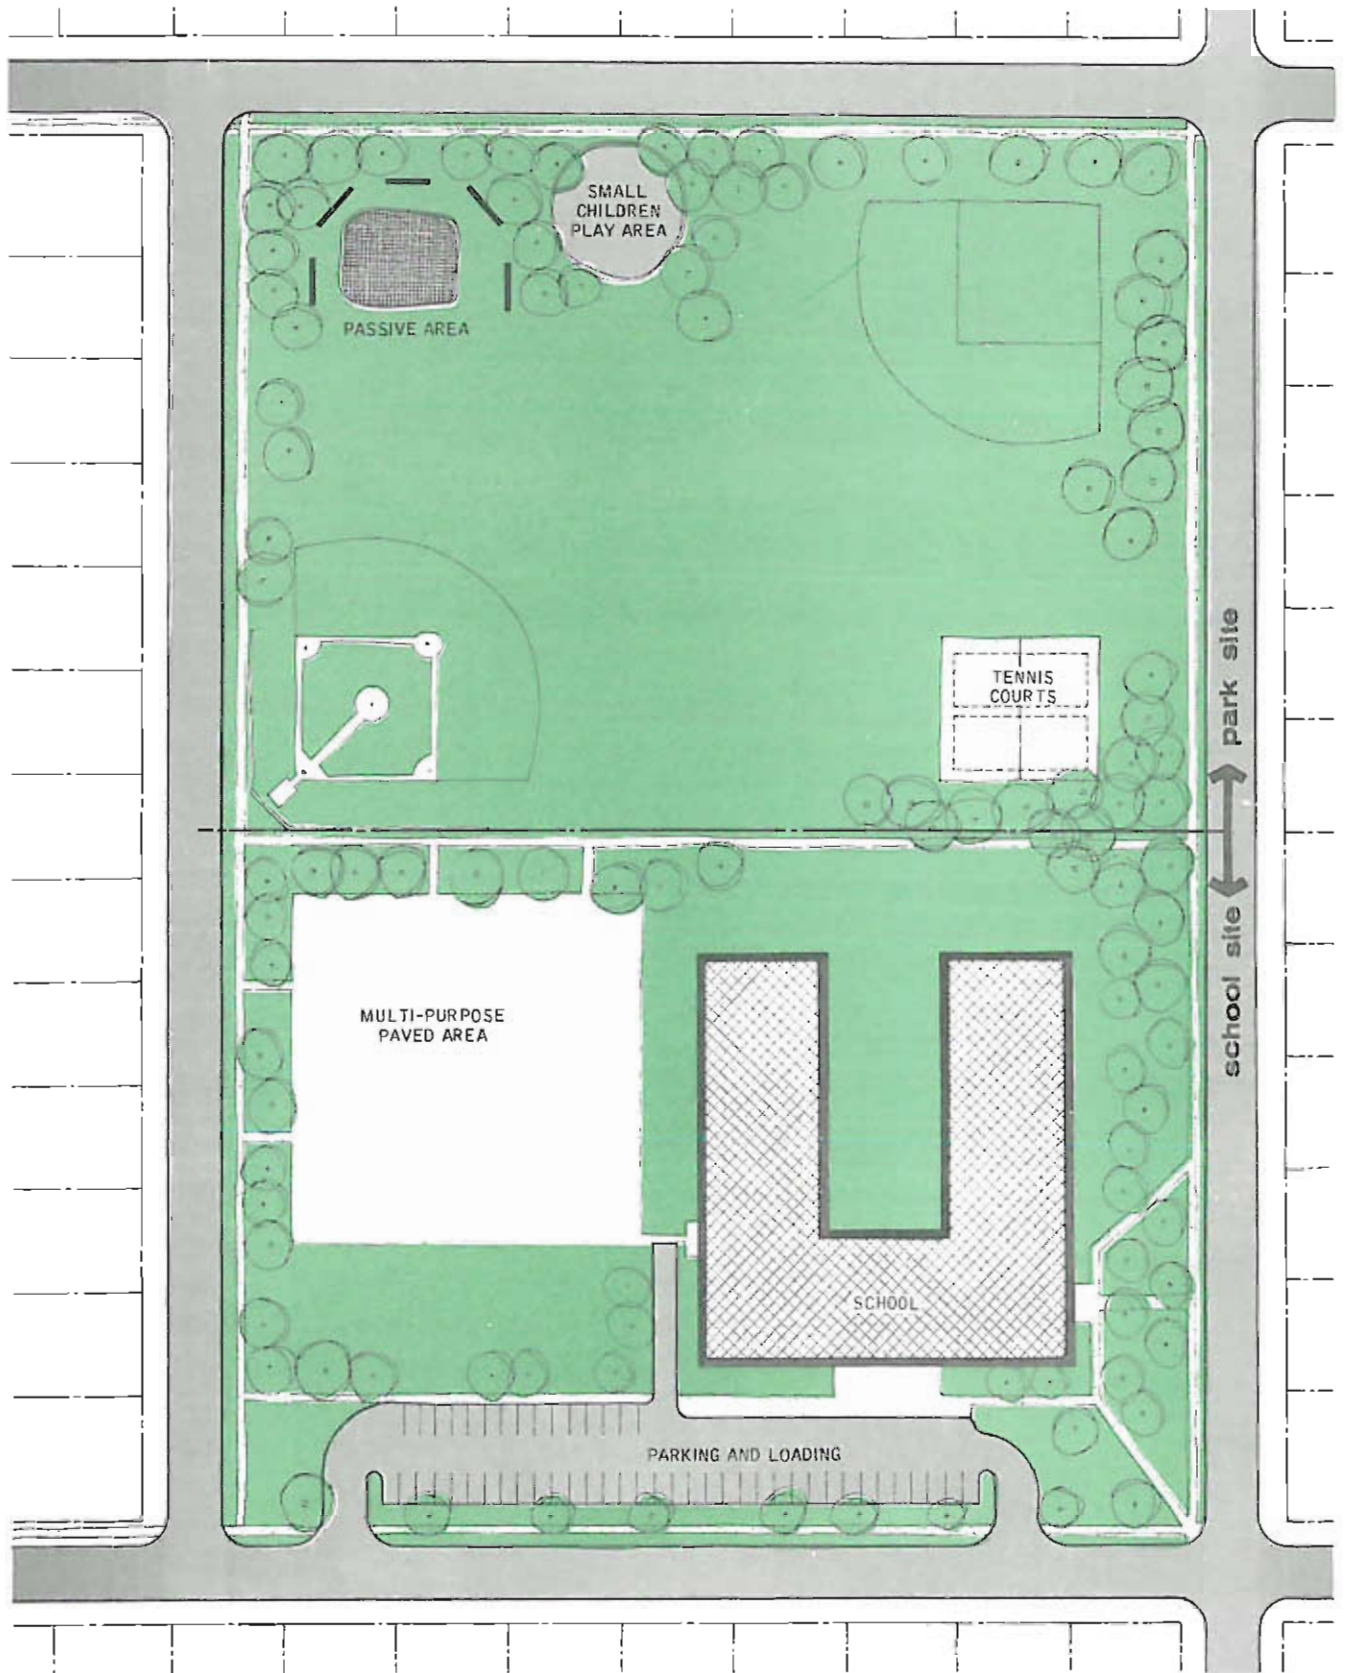 SMALL
CHILDREN
PLAY AREA
PASSIVE AREA
TENNIS
COURTS
park site
school site
MULTI-PURPOSE
PAVED AREA
SCHOOL
PARKING AND LOADING